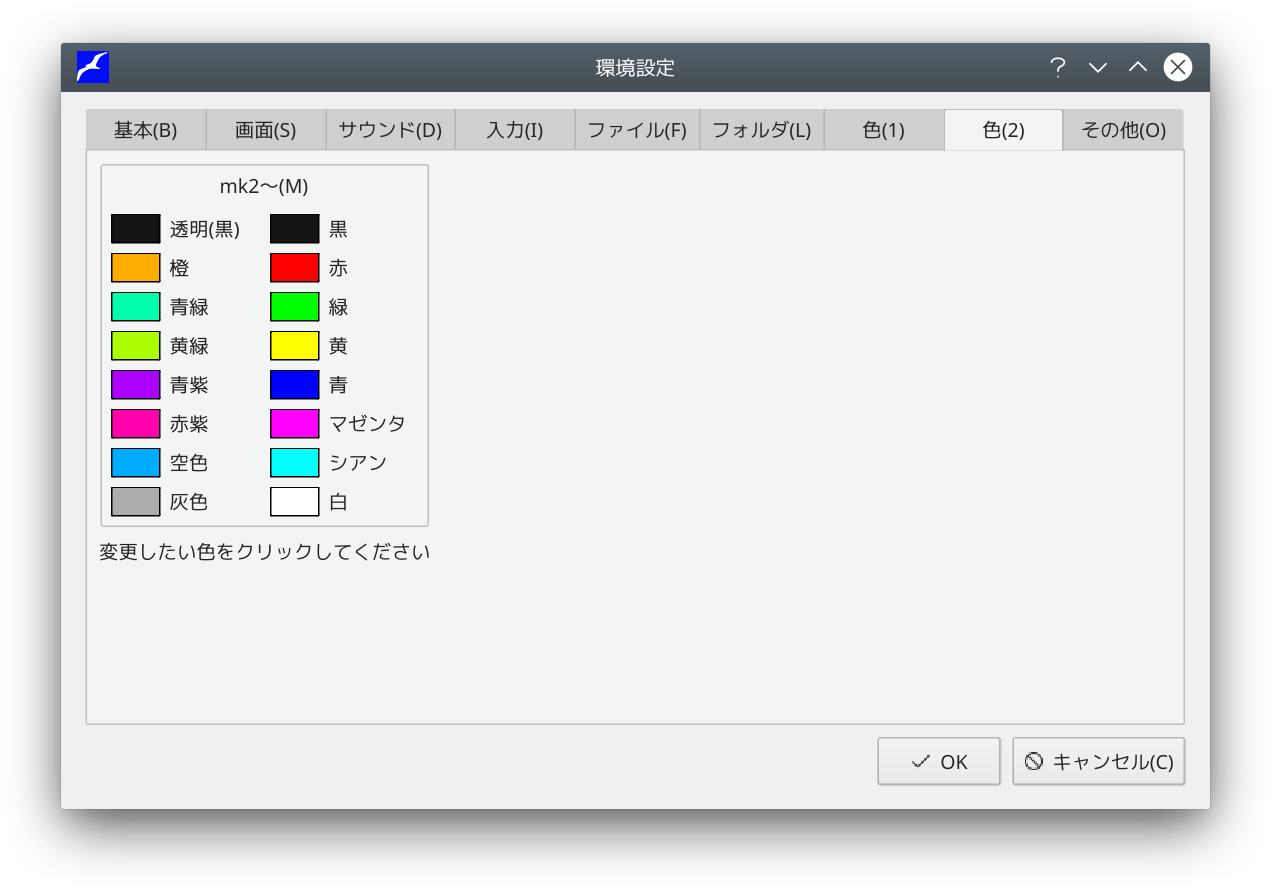 環境設定
基本(B) 画面(S) サウンド(D) 入力(I) ファイル(F) フォルダ(L) 色(1) 色(2) その他(O)
mk2～(M)
透明(黒) 黒
橙 赤
青緑 緑
黄緑 黄
青紫 青
赤紫 マゼンタ
空色 シアン
灰色 白
変更したい色をクリックしてください
OK キャンセル(C)